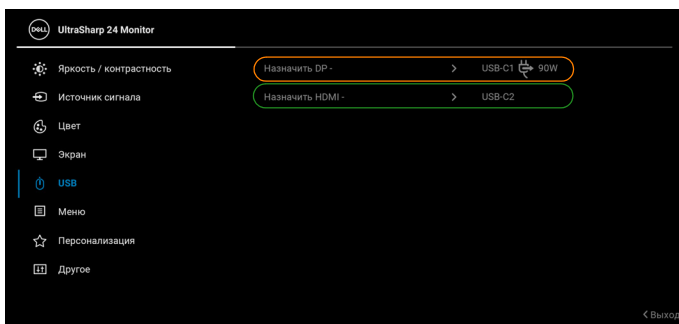 DELL UltraSharp 24 Monitor
Яркость / контрастность
Назначить DP - > USB-C1 90W
Источник сигнала
Назначить HDMI - > USB-C2
Цвет
Экран
USB
Меню
Персонализация
Другое
< Выход